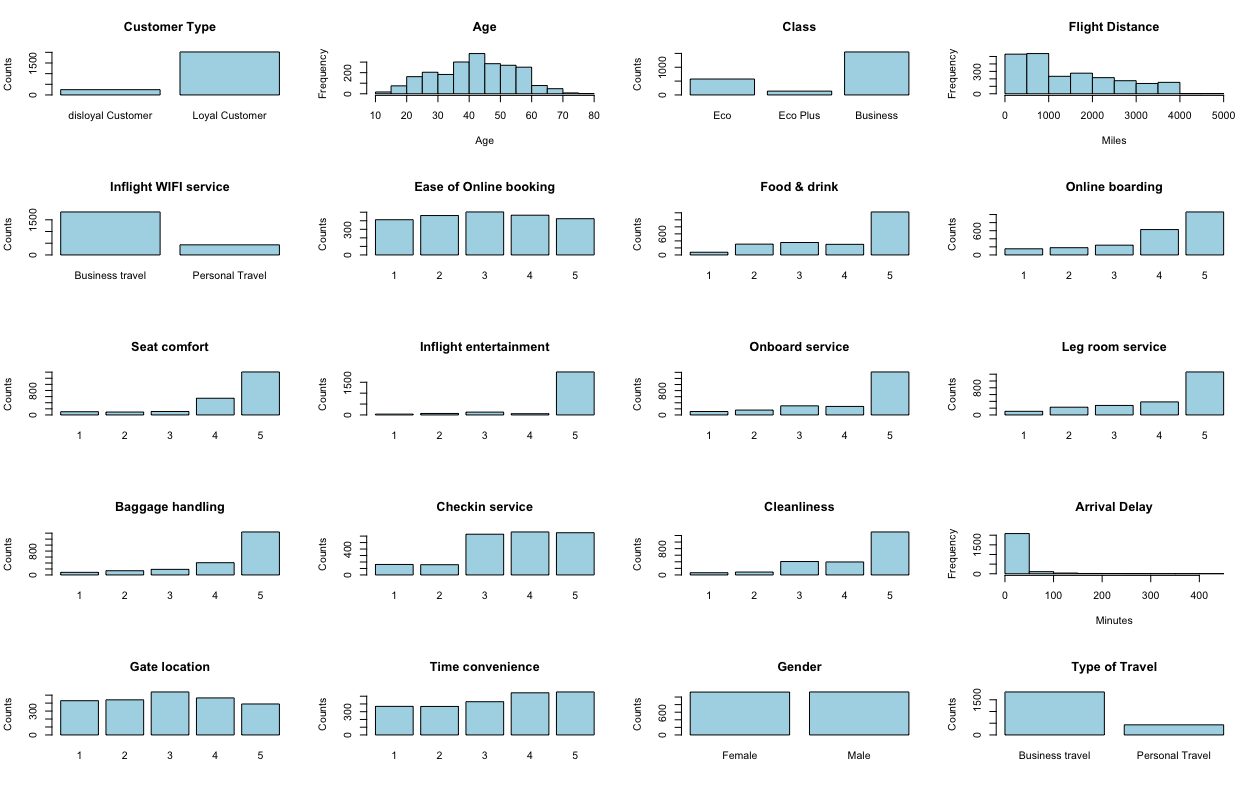 Customer Type
Counts
0 1500
disloyal Customer Loyal Customer
Age
Frequency
0 200
10 20 30 40 50 60 70 80
Age
Class
Counts
0 1000
Eco Eco Plus Business
Flight Distance
Frequency
0 300
0 1000 2000 3000 4000 5000
Miles
Inflight WIFI service
Counts
0 1500
Business travel Personal Travel
Ease of Online booking
Counts
0 300
1 2 3 4 5
Food & drink
Counts
0 600
1 2 3 4 5
Online boarding
Counts
0 600
1 2 3 4 5
Seat comfort
Counts
0 800
1 2 3 4 5
Inflight entertainment
Counts
0 1500
1 2 3 4 5
Onboard service
Counts
0 800
1 2 3 4 5
Leg room service
Counts
0 800
1 2 3 4 5
Baggage handling
Counts
0 800
1 2 3 4 5
Checkin service
Counts
0 400
1 2 3 4 5
Cleanliness
Counts
0 800
1 2 3 4 5
Arrival Delay
Frequency
0 1500
0 100 200 300 400
Minutes
Gate location
Counts
0 300
1 2 3 4 5
Time convenience
Counts
0 300
1 2 3 4 5
Gender
Counts
0 600
Female Male
Type of Travel
Counts
0 1500
Business travel Personal Travel